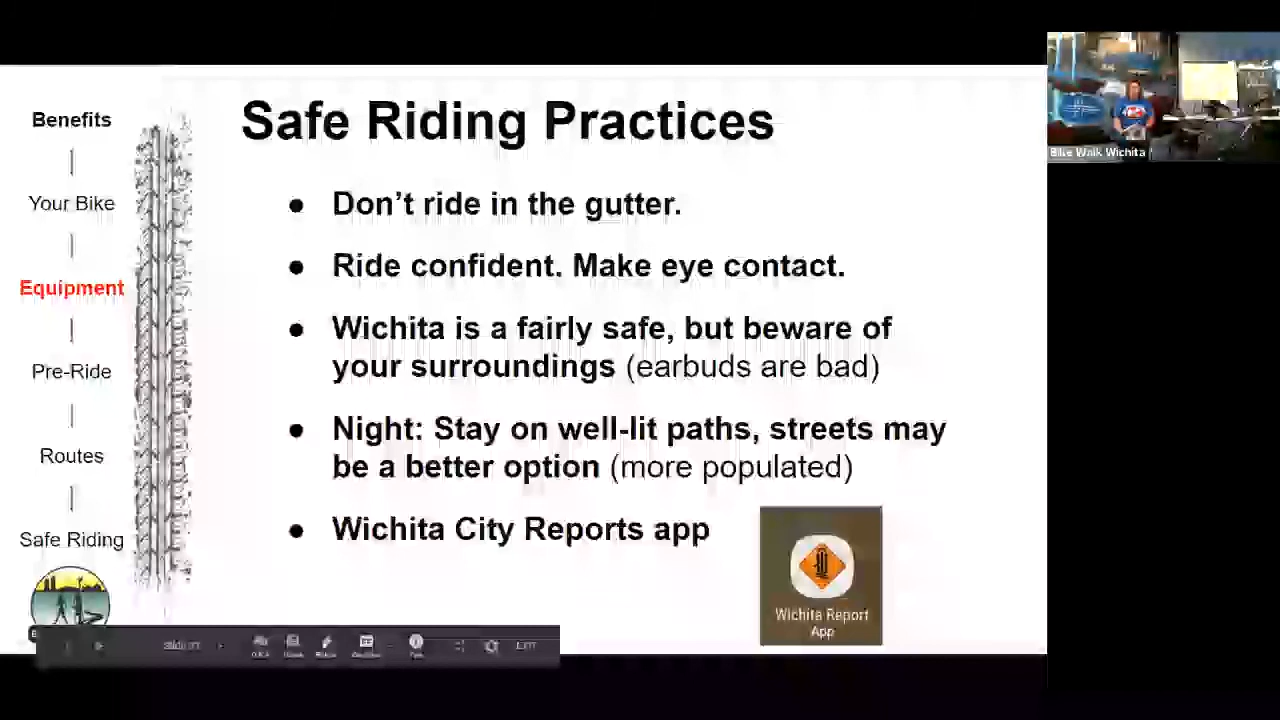 Benefits
Your Bike
Equipment
Pre-Ride
Routes
Safe Riding
Safe Riding Practices
● Don’t ride in the gutter.
● Ride confident. Make eye contact.
● Wichita is a fairly safe, but beware of
your surroundings (earbuds are bad)
● Night: Stay on well-lit paths, streets may
be a better option (more populated)
● Wichita City Reports app
Wichita Report
App
Bike Walk Wichita